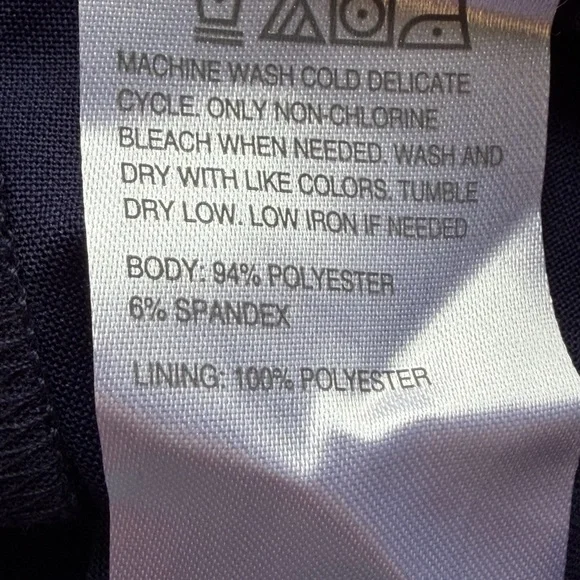 MACHINE WASH COLD DELICATE
CYCLE. ONLY NON-CHLORINE
BLEACH WHEN NEEDED. WASH AND
DRY WITH LIKE COLORS. TUMBLE
DRY LOW. LOW IRON IF NEEDED
BODY: 94% POLYESTER
6% SPANDEX
LINING: 100% POLYESTER